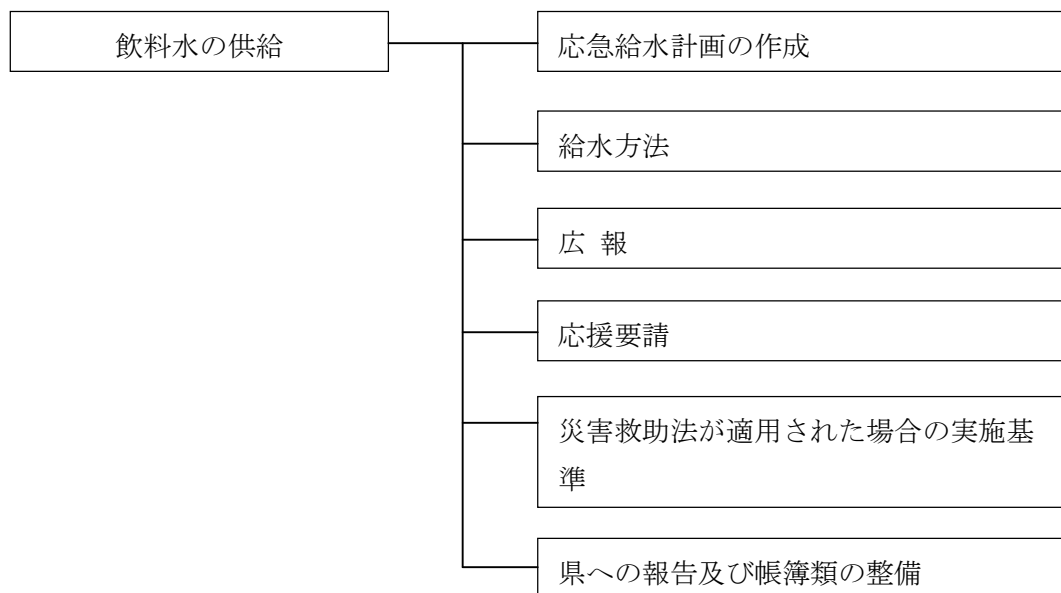 飲料水の供給
応急給水計画の作成
給水方法
広 報
応援要請
災害救助法が適用された場合の実施基
準
県への報告及び帳簿類の整備